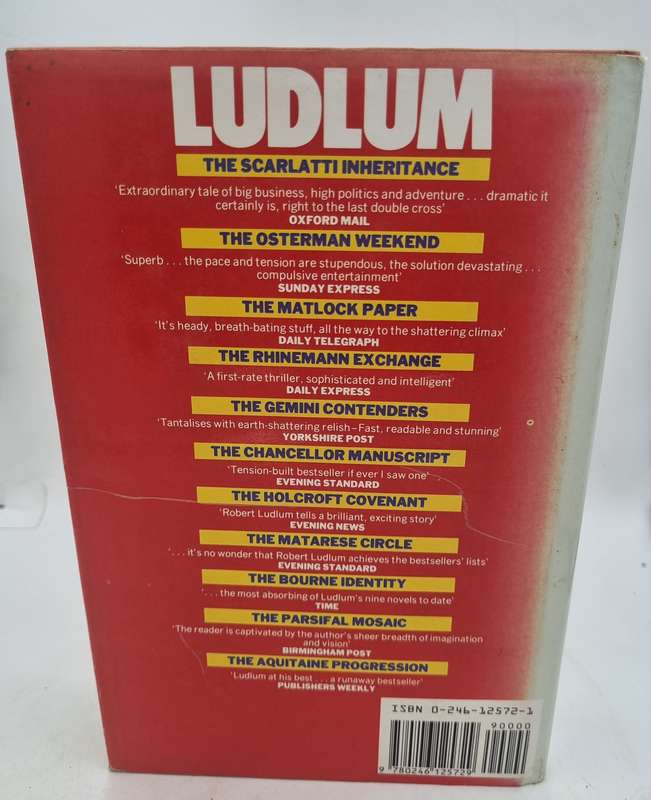 LUDLUM
THE SCARLATTI INHERITANCE
'Extraordinary tale of big business, high politics and adventure . . . dramatic it
certainly is, right to the last double cross'
OXFORD MAIL
THE OSTERMAN WEEKEND
'Superb . . . the pace and tension are stupendous, the solution devastating . . .
compulsive entertainment'
SUNDAY EXPRESS
THE MATLOCK PAPER
'It's heady, breath-bating stuff, all the way to the shattering climax'
DAILY TELEGRAPH
THE RHINEMANN EXCHANGE
'A first-rate thriller, sophisticated and intelligent'
DAILY EXPRESS
THE GEMINI CONTENDERS
'Tantalises with earth-shattering relish–Fast, readable and stunning'
YORKSHIRE POST
THE CHANCELLOR MANUSCRIPT
'Tension-built bestseller if ever I saw one'
EVENING STANDARD
THE HOLCROFT COVENANT
'Robert Ludlum tells a brilliant, exciting story'
EVENING NEWS
THE MATARESE CIRCLE
'. . . it's no wonder that Robert Ludlum achieves the bestsellers' lists'
EVENING STANDARD
THE BOURNE IDENTITY
'. . . the most absorbing of Ludlum's nine novels to date'
TIME
THE PARSIFAL MOSAIC
'The reader is captivated by the author's sheer breadth of imagination
and vision'
BIRMINGHAM POST
THE AQUITAINE PROGRESSION
'Ludlum at his best . . . a runaway bestseller'
PUBLISHERS WEEKLY
ISBN 0-246-12572-1
90000
9 780246 125729